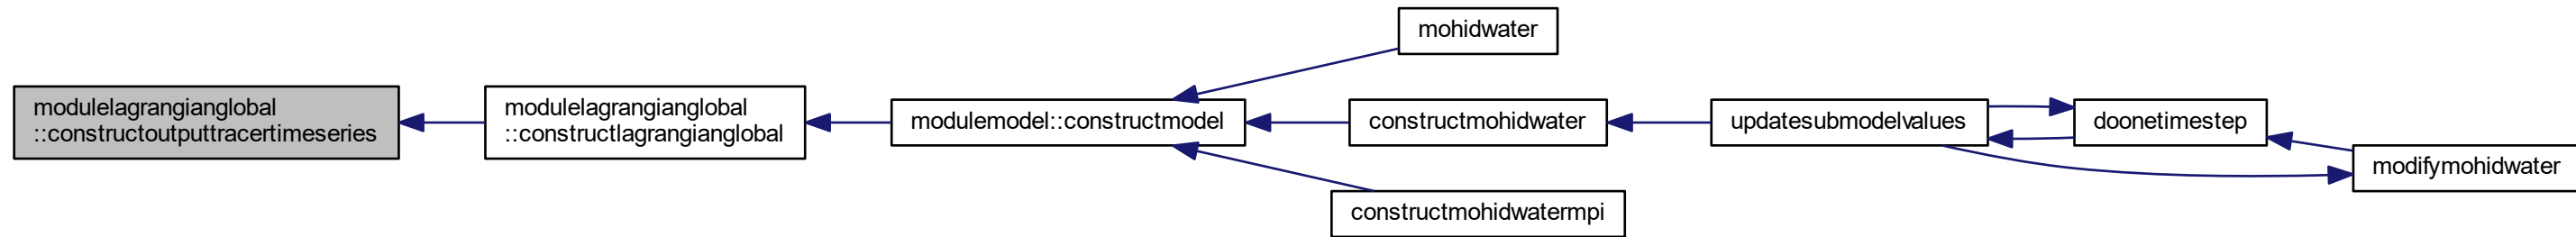 mohidwater
modulelagrangianglobal
::constructoutputtracertimeseries
modulelagrangianglobal
::constructlagrangianglobal
modulemodel::constructmodel
constructmohidwater
updatesubmodelvalues
doonetimestep
modifymohidwater
constructmohidwatermpi